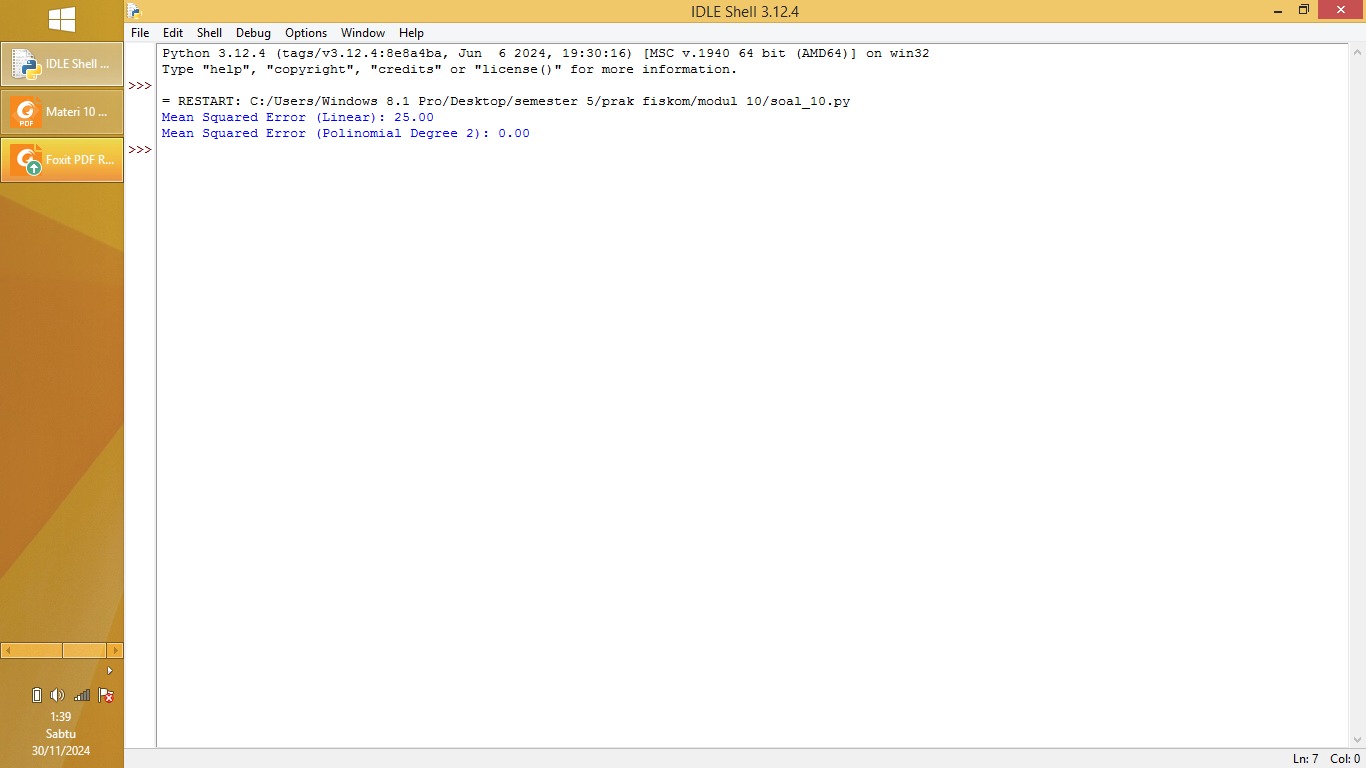 IDLE Shell 3.12.4
File Edit Shell Debug Options Window Help
IDLE Shell ...
Materi 10 ...
PDF
Foxit PDF R...
Python 3.12.4 (tags/v3.12.4:8e8a4ba, Jun  6 2024, 19:30:16) [MSC v.1940 64 bit (AMD64)] on win32
Type "help", "copyright", "credits" or "license()" for more information.
>>>
= RESTART: C:/Users/Windows 8.1 Pro/Desktop/semester 5/prak fiskom/modul 10/soal_10.py
Mean Squared Error (Linear): 25.00
Mean Squared Error (Polinomial Degree 2): 0.00
>>>
1:39
Sabtu
30/11/2024
Ln: 7 Col: 0